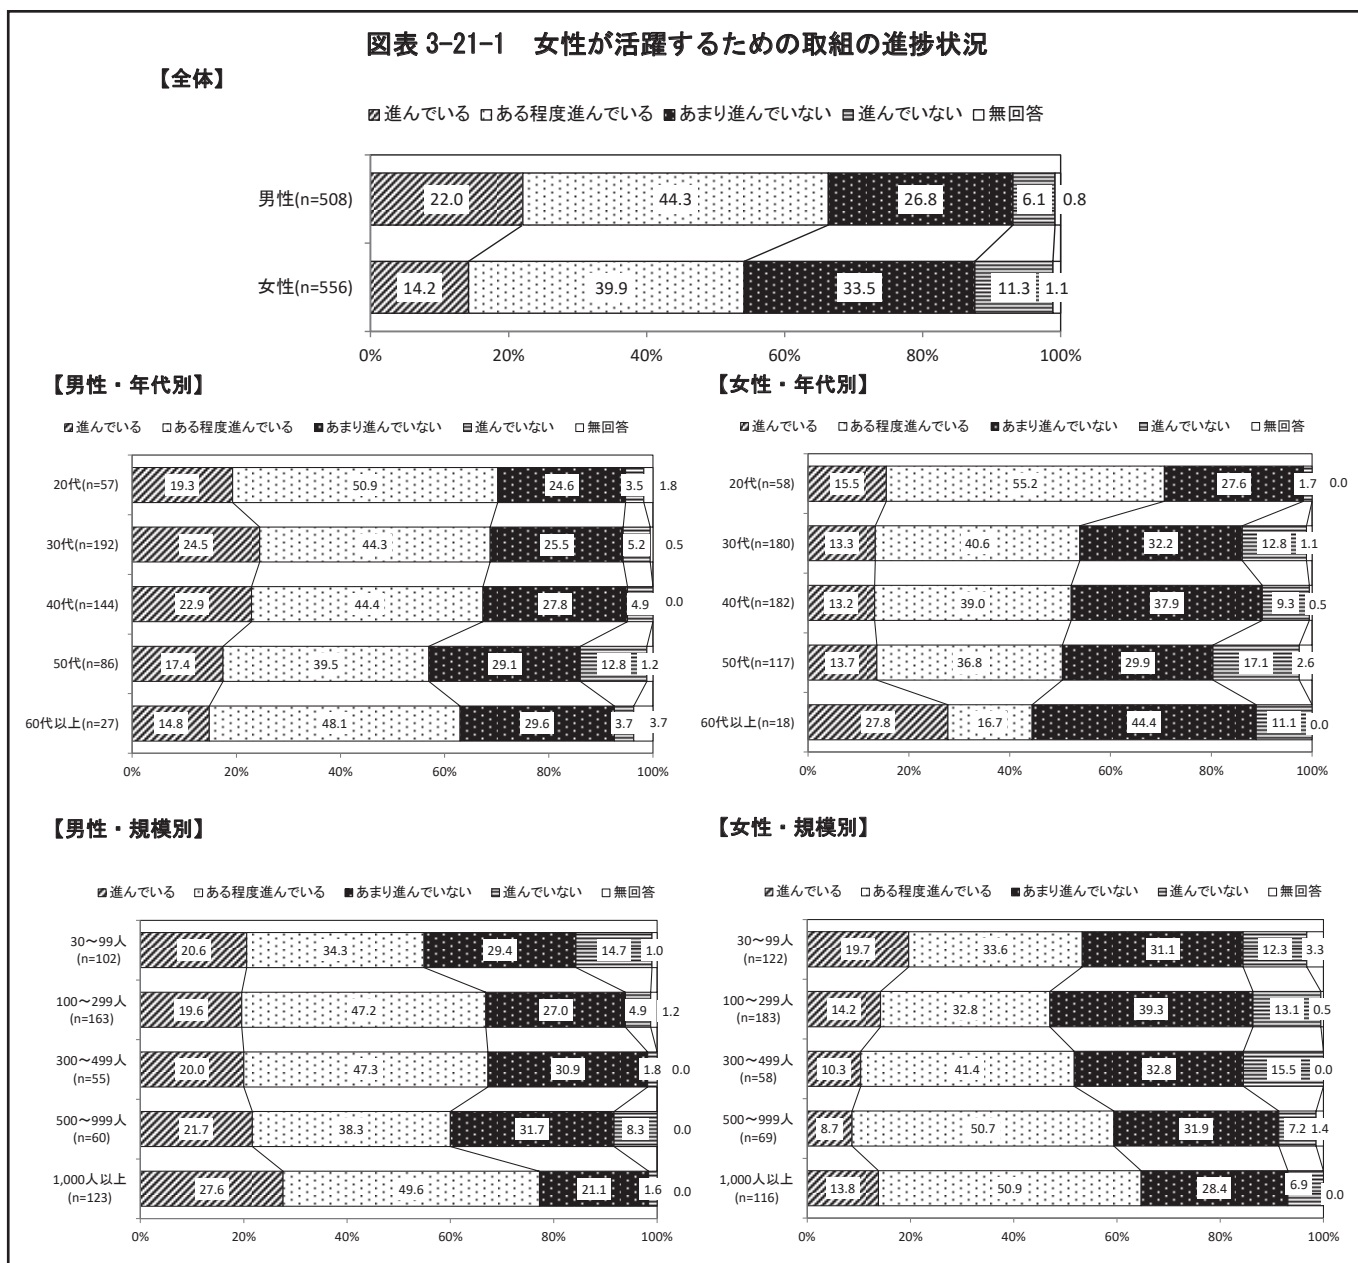 図表 3-21-1　女性が活躍するための取組の進捗状況
【全体】
進んでいる ある程度進んでいる あまり進んでいない 進んでいない 無回答
男性(n=508) 22.0 44.3 26.8 6.1 0.8
女性(n=556) 14.2 39.9 33.5 11.3 1.1
0% 20% 40% 60% 80% 100%
【男性・年代別】
進んでいる ある程度進んでいる あまり進んでいない 進んでいない 無回答
20代(n=57) 19.3 50.9 24.6 3.5 1.8
30代(n=192) 24.5 44.3 25.5 5.2 0.5
40代(n=144) 22.9 44.4 27.8 4.9 0.0
50代(n=86) 17.4 39.5 29.1 12.8 1.2
60代以上(n=27) 14.8 48.1 29.6 3.7 3.7
0% 20% 40% 60% 80% 100%
【女性・年代別】
進んでいる ある程度進んでいる あまり進んでいない 進んでいない 無回答
20代(n=58) 15.5 55.2 27.6 1.7 0.0
30代(n=180) 13.3 40.6 32.2 12.8 1.1
40代(n=182) 13.2 39.0 37.9 9.3 0.5
50代(n=117) 13.7 36.8 29.9 17.1 2.6
60代以上(n=18) 27.8 16.7 44.4 11.1 0.0
0% 20% 40% 60% 80% 100%
【男性・規模別】
進んでいる ある程度進んでいる あまり進んでいない 進んでいない 無回答
30～99人
(n=102) 20.6 34.3 29.4 14.7 1.0
100～299人
(n=163) 19.6 47.2 27.0 4.9 1.2
300～499人
(n=55) 20.0 47.3 30.9 1.8 0.0
500～999人
(n=60) 21.7 38.3 31.7 8.3 0.0
1,000人以上
(n=123) 27.6 49.6 21.1 1.6 0.0
0% 20% 40% 60% 80% 100%
【女性・規模別】
進んでいる ある程度進んでいる あまり進んでいない 進んでいない 無回答
30～99人
(n=122) 19.7 33.6 31.1 12.3 3.3
100～299人
(n=183) 14.2 32.8 39.3 13.1 0.5
300～499人
(n=58) 10.3 41.4 32.8 15.5 0.0
500～999人
(n=69) 8.7 50.7 31.9 7.2 1.4
1,000人以上
(n=116) 13.8 50.9 28.4 6.9 0.0
0% 20% 40% 60% 80% 100%